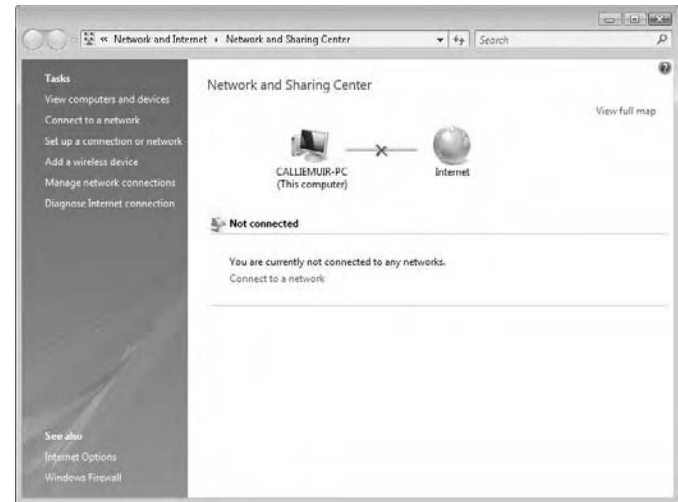 « Network and Internet › Network and Sharing Center
Search
Tasks
View computers and devices
Connect to a network
Set up a connection or network
Add a wireless device
Manage network connections
Diagnose Internet connection
See also
Internet Options
Windows Firewall
Network and Sharing Center
View full map
CALLIEMUIR-PC
(This computer)
Internet
Not connected
You are currently not connected to any networks.
Connect to a network